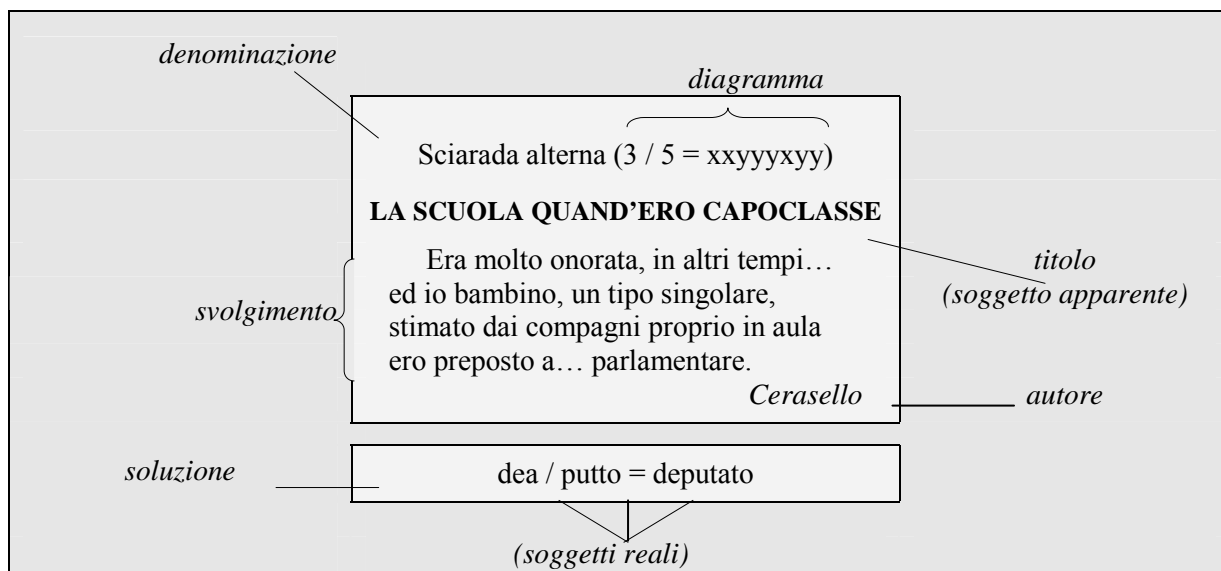 denominazione
diagramma
Sciarada alterna (3 / 5 = xxyyyxyy)
LA SCUOLA QUAND’ERO CAPOCLASSE
titolo
(soggetto apparente)
svolgimento
Era molto onorata, in altri tempi…
ed io bambino, un tipo singolare,
stimato dai compagni proprio in aula
ero preposto a… parlamentare.
Cerasello
autore
soluzione
dea / putto = deputato
(soggetti reali)